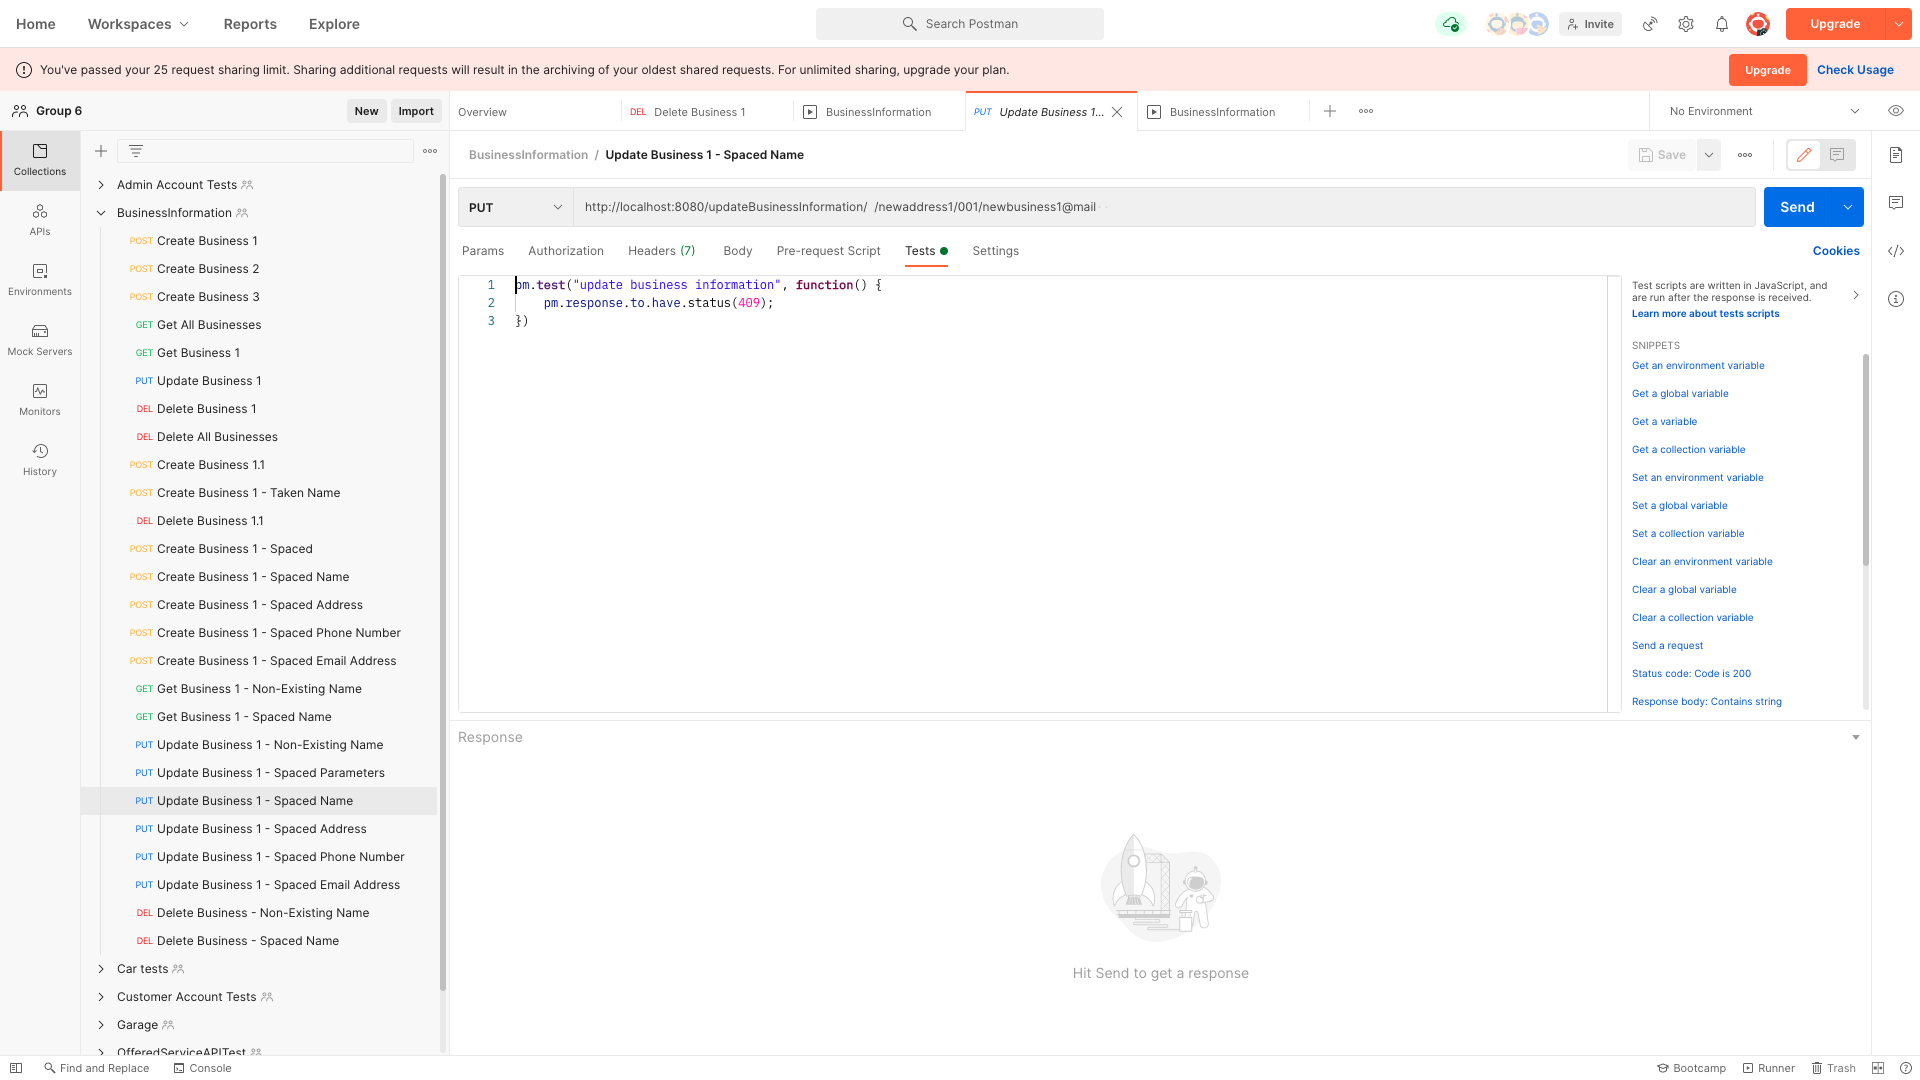 Home
Workspaces
Reports
Explore
Search Postman
Invite
Upgrade
You've passed your 25 request sharing limit. Sharing additional requests will result in the archiving of your oldest shared requests. For unlimited sharing, upgrade your plan.
Upgrade
Check Usage
Group 6
New
Import
Overview
DEL Delete Business 1
BusinessInformation
PUT Update Business 1...
BusinessInformation
No Environment
Collections
APIs
Environments
Mock Servers
Monitors
History
Admin Account Tests
BusinessInformation
POST Create Business 1
POST Create Business 2
POST Create Business 3
GET Get All Businesses
GET Get Business 1
PUT Update Business 1
DEL Delete Business 1
DEL Delete All Businesses
POST Create Business 1.1
POST Create Business 1 - Taken Name
DEL Delete Business 1.1
POST Create Business 1 - Spaced
POST Create Business 1 - Spaced Name
POST Create Business 1 - Spaced Address
POST Create Business 1 - Spaced Phone Number
POST Create Business 1 - Spaced Email Address
GET Get Business 1 - Non-Existing Name
GET Get Business 1 - Spaced Name
PUT Update Business 1 - Non-Existing Name
PUT Update Business 1 - Spaced Parameters
PUT Update Business 1 - Spaced Name
PUT Update Business 1 - Spaced Address
PUT Update Business 1 - Spaced Phone Number
PUT Update Business 1 - Spaced Email Address
DEL Delete Business - Non-Existing Name
DEL Delete Business - Spaced Name
Car tests
Customer Account Tests
Garage
OfferedServiceAPITest
BusinessInformation / Update Business 1 - Spaced Name
Save
PUT
http://localhost:8080/updateBusinessInformation/ /newaddress1/001/newbusiness1@mail
Send
Params
Authorization
Headers (7)
Body
Pre-request Script
Tests
Settings
Cookies
1 pm.test("update business information", function() {
2 pm.response.to.have.status(409);
3 })
Test scripts are written in JavaScript, and
are run after the response is received.
Learn more about tests scripts
SNIPPETS
Get an environment variable
Get a global variable
Get a variable
Get a collection variable
Set an environment variable
Set a global variable
Set a collection variable
Clear an environment variable
Clear a global variable
Clear a collection variable
Send a request
Status code: Code is 200
Response body: Contains string
Response
Hit Send to get a response
Find and Replace
Console
Bootcamp
Runner
Trash